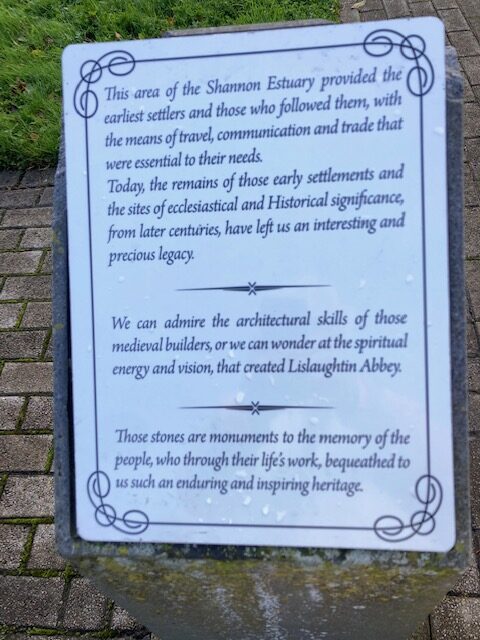 This area of the Shannon Estuary provided the
earliest settlers and those who followed them, with
the means of travel, communication and trade that
were essential to their needs.
Today, the remains of those early settlements and
the sites of ecclesiastical and Historical significance,
from later centuries, have left us an interesting and
precious legacy.
We can admire the architectural skills of those
medieval builders, or we can wonder at the spiritual
energy and vision, that created Lislaughtin Abbey.
Those stones are monuments to the memory of the
people, who through their life's work, bequeathed to
us such an enduring and inspiring heritage.